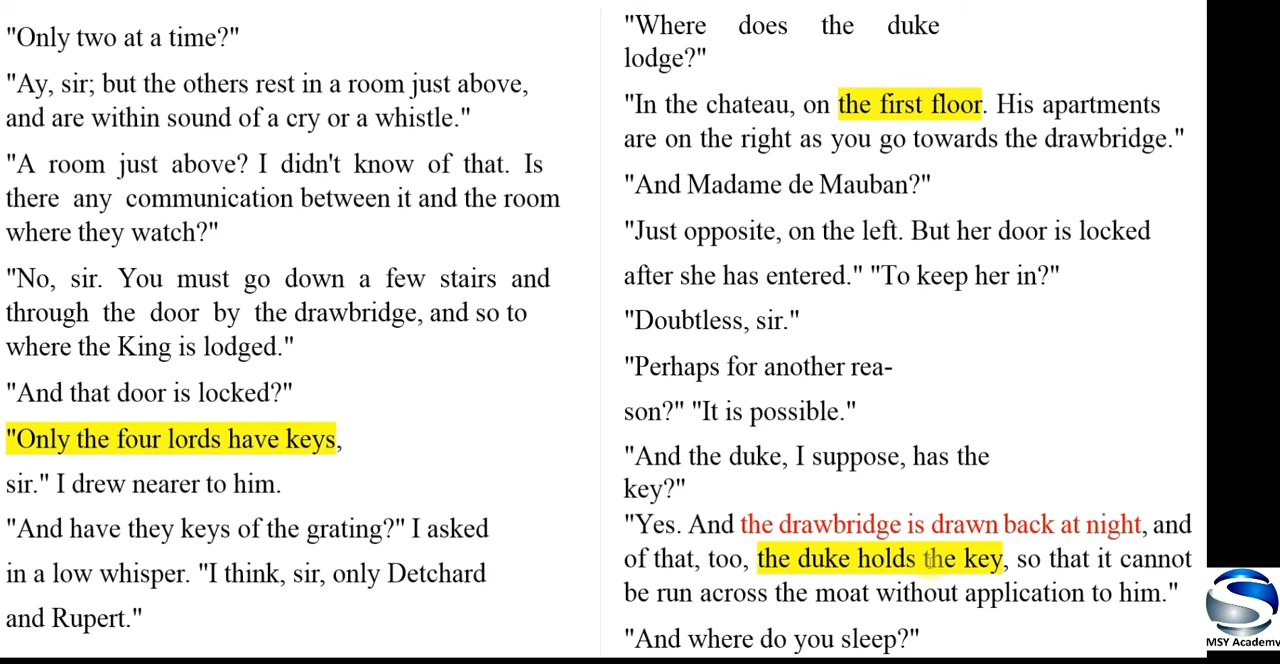 "Only two at a time?"
"Ay, sir; but the others rest in a room just above,
and are within sound of a cry or a whistle."
"A room just above? I didn't know of that. Is
there any communication between it and the room
where they watch?"
"No, sir. You must go down a few stairs and
through the door by the drawbridge, and so to
where the King is lodged."
"And that door is locked?"
"Only the four lords have keys,
sir." I drew nearer to him.
"And have they keys of the grating?" I asked
in a low whisper. "I think, sir, only Detchard
and Rupert."
"Where does the duke
lodge?"
"In the chateau, on the first floor. His apartments
are on the right as you go towards the drawbridge."
"And Madame de Mauban?"
"Just opposite, on the left. But her door is locked
after she has entered." "To keep her in?"
"Doubtless, sir."
"Perhaps for another rea-
son?" "It is possible."
"And the duke, I suppose, has the
key?"
"Yes. And the drawbridge is drawn back at night, and
of that, too, the duke holds the key, so that it cannot
be run across the moat without application to him."
"And where do you sleep?"
MSY Academy